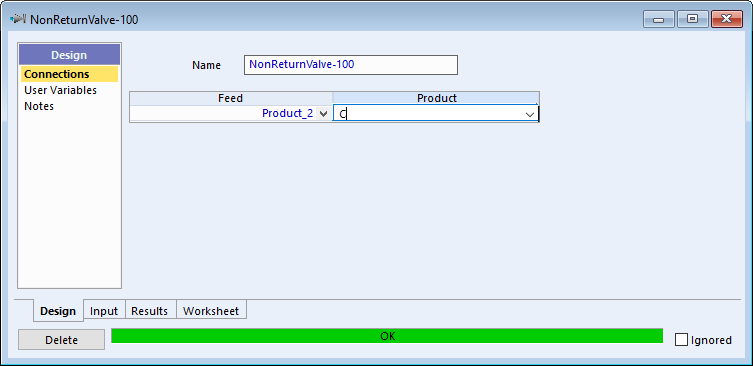 NonReturnValve-100
Design
Connections
User Variables
Notes
Name NonReturnValve-100
Feed Product
Product_2 C
Design Input Results Worksheet
Delete OK Ignored